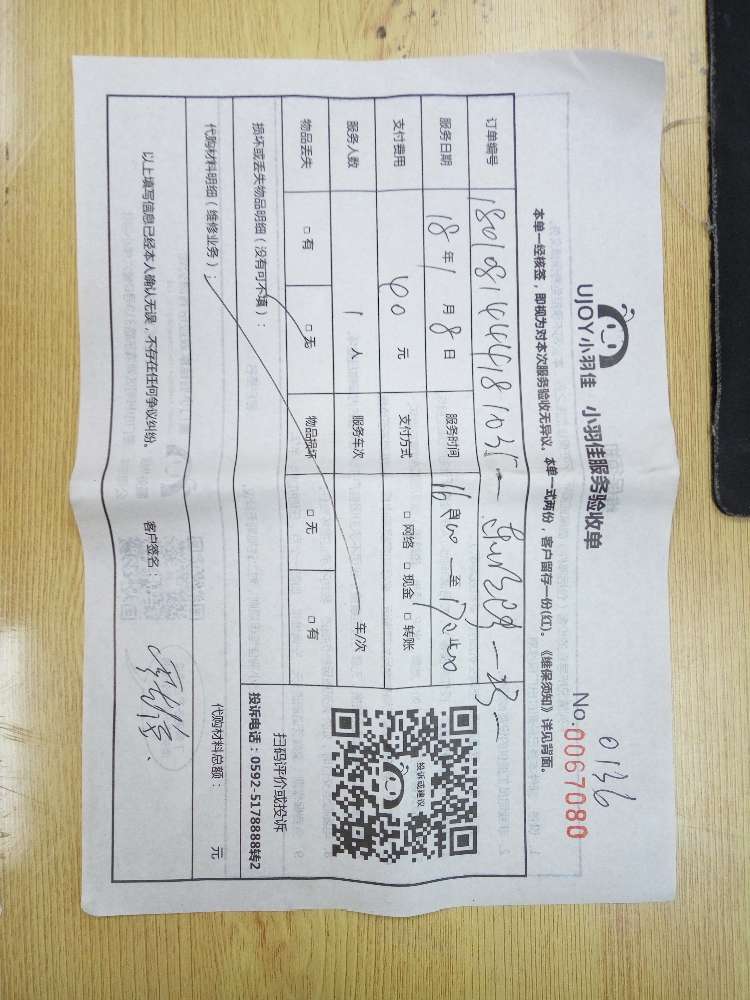 UJOY小羽佳 小羽佳服务验收单
0136
No.0067080
本单一经核签，即视为对本次服务验收无异议。本单一式两份，客户留存一份(红)。《维保须知》详见背面。
订单编号
服务日期 18年1月8日 服务时间
支付费用 40元 支付方式 □网络 □现金 □转账
服务人数 1人 服务车次 车/次
物品丢失 □有 □无 物品损坏 □无 □有
投诉或建议
扫码评价或投诉
投诉电话：0592-5178888转2
损坏或丢失物品明细（没有可不填）：
代购材料明细（维修业务）： 代购材料总额： 元
以上填写信息已经本人确认无误，不存在任何争议纠纷。 客户签名：